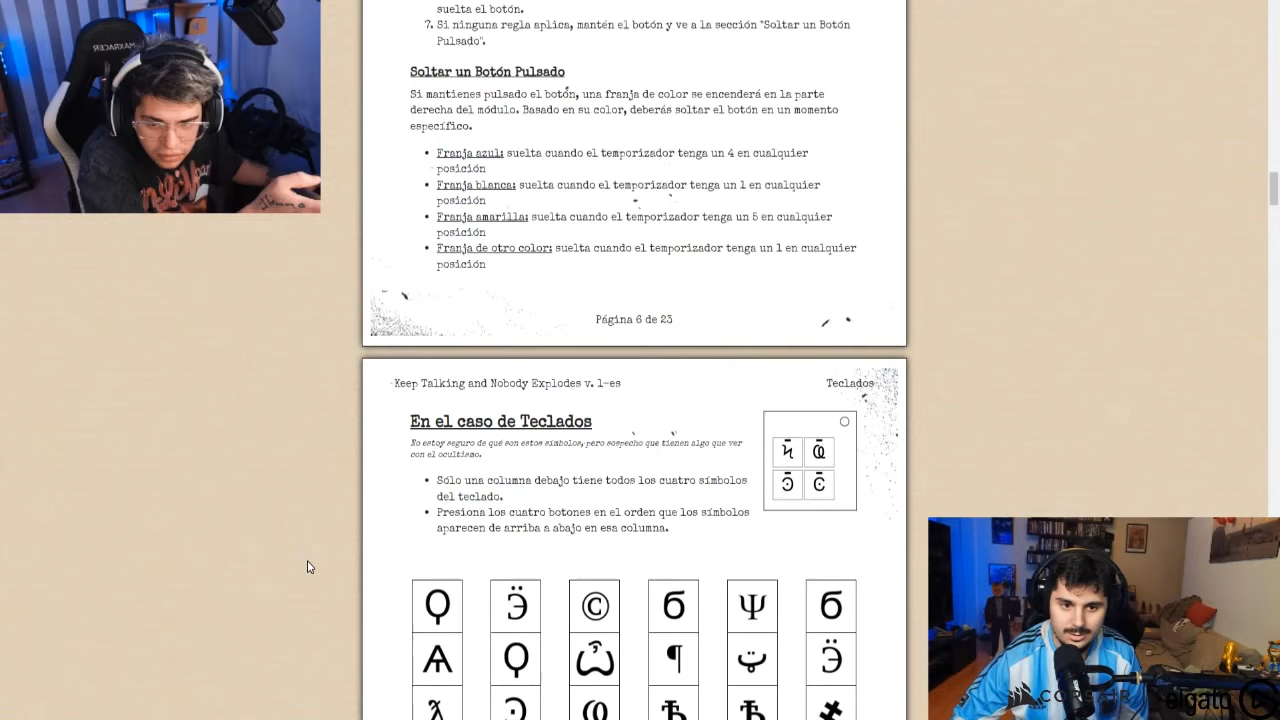 suelta el botón.
7. Si ninguna regla aplica, mantén el botón y ve a la sección "Soltar un Botón
Pulsado".
Soltar un Botón Pulsado
Si mantienes pulsado el botón, una franja de color se encenderá en la parte
derecha del módulo. Basado en su color, deberás soltar el botón en un momento
específico.
• Franja azul: suelta cuando el temporizador tenga un 4 en cualquier
posición
• Franja blanca: suelta cuando el temporizador tenga un 1 en cualquier
posición
• Franja amarilla: suelta cuando el temporizador tenga un 5 en cualquier
posición
• Franja de otro color: suelta cuando el temporizador tenga un 1 en cualquier
posición
Página 6 de 23
Keep Talking and Nobody Explodes v. 1-es
Teclados
En el caso de Teclados
No estoy seguro de qué son estos símbolos, pero sospecho que tienen algo que ver
con el ocultismo.
• Sólo una columna debajo tiene todos los cuatro símbolos
del teclado.
• Presiona los cuatro botones en el orden que los símbolos
aparecen de arriba a abajo en esa columna.
Ϙ Ӭ © б Ψ б
Ѧ Ϙ Ѽ ¶ ټ Ӭ
MAXRACER
CORSAIR
elgato